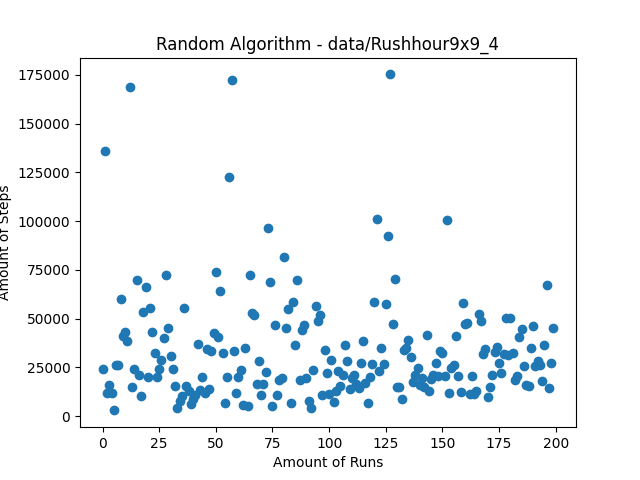 Random Algorithm - data/Rushhour9x9_4
Amount of Steps
175000
150000
125000
100000
75000
50000
25000
0
0 25 50 75 100 125 150 175 200
Amount of Runs